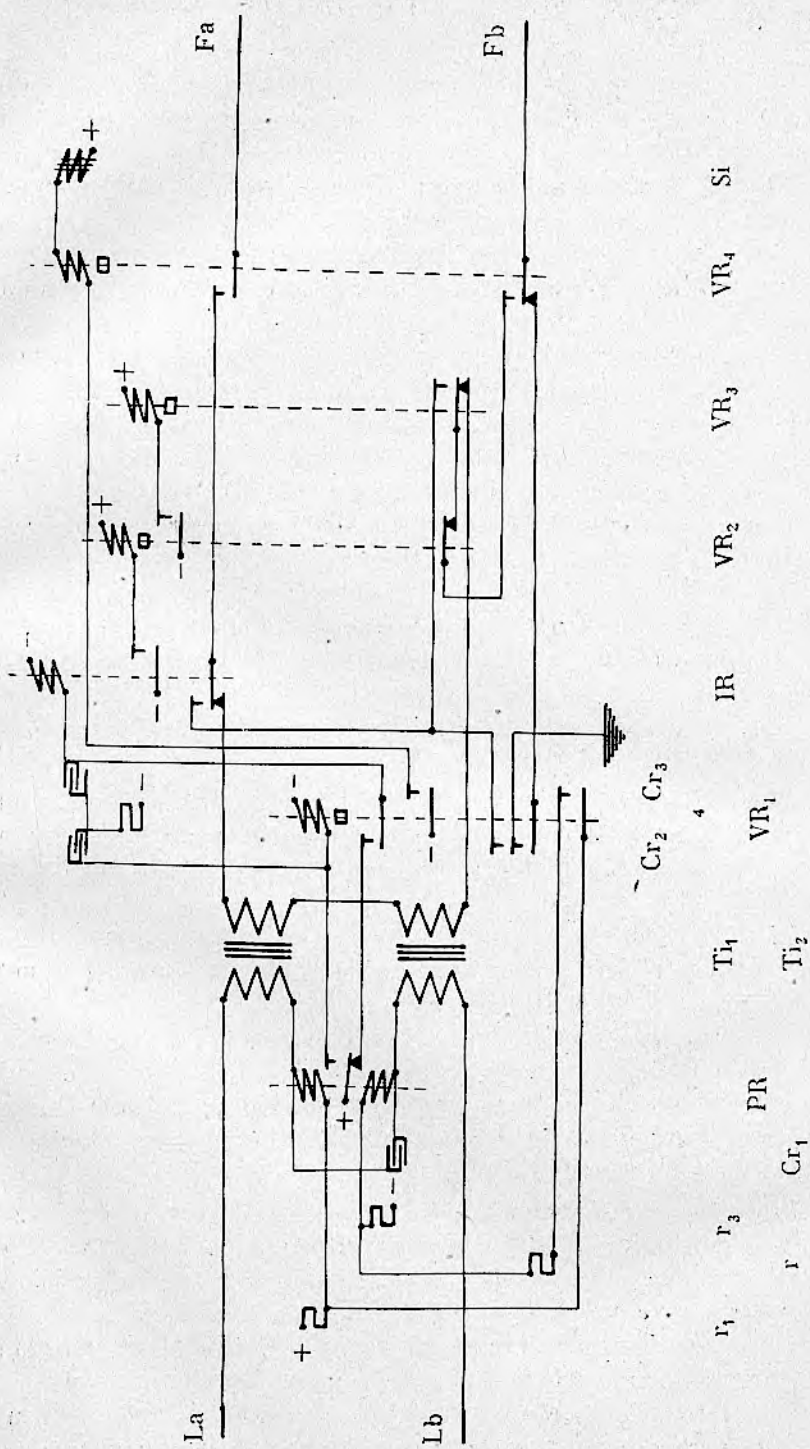 La
Lb
Fa
Fb
+
+
-
-
-
-
-
-
+
+
+
r₁
r
r₃
Cr₁
PR
Ti₁
Ti₂
Cr₂
4
Cr₃
VR₁
IR
VR₂
VR₃
VR₄
Si